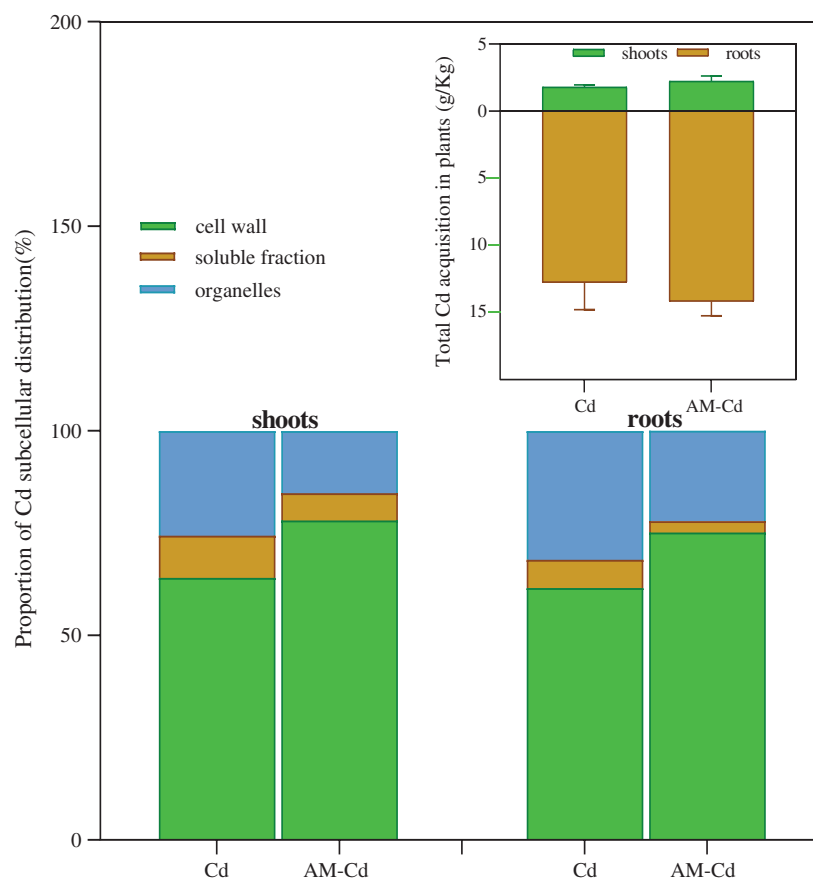 200
150
100
50
0
Proportion of Cd subcellular distribution(%)
cell wall
soluble fraction
organelles
shoots
roots
Cd
AM-Cd
Cd
AM-Cd
Total Cd acquisition in plants (g/Kg)
5
0
5
10
15
shoots
roots
Cd
AM-Cd